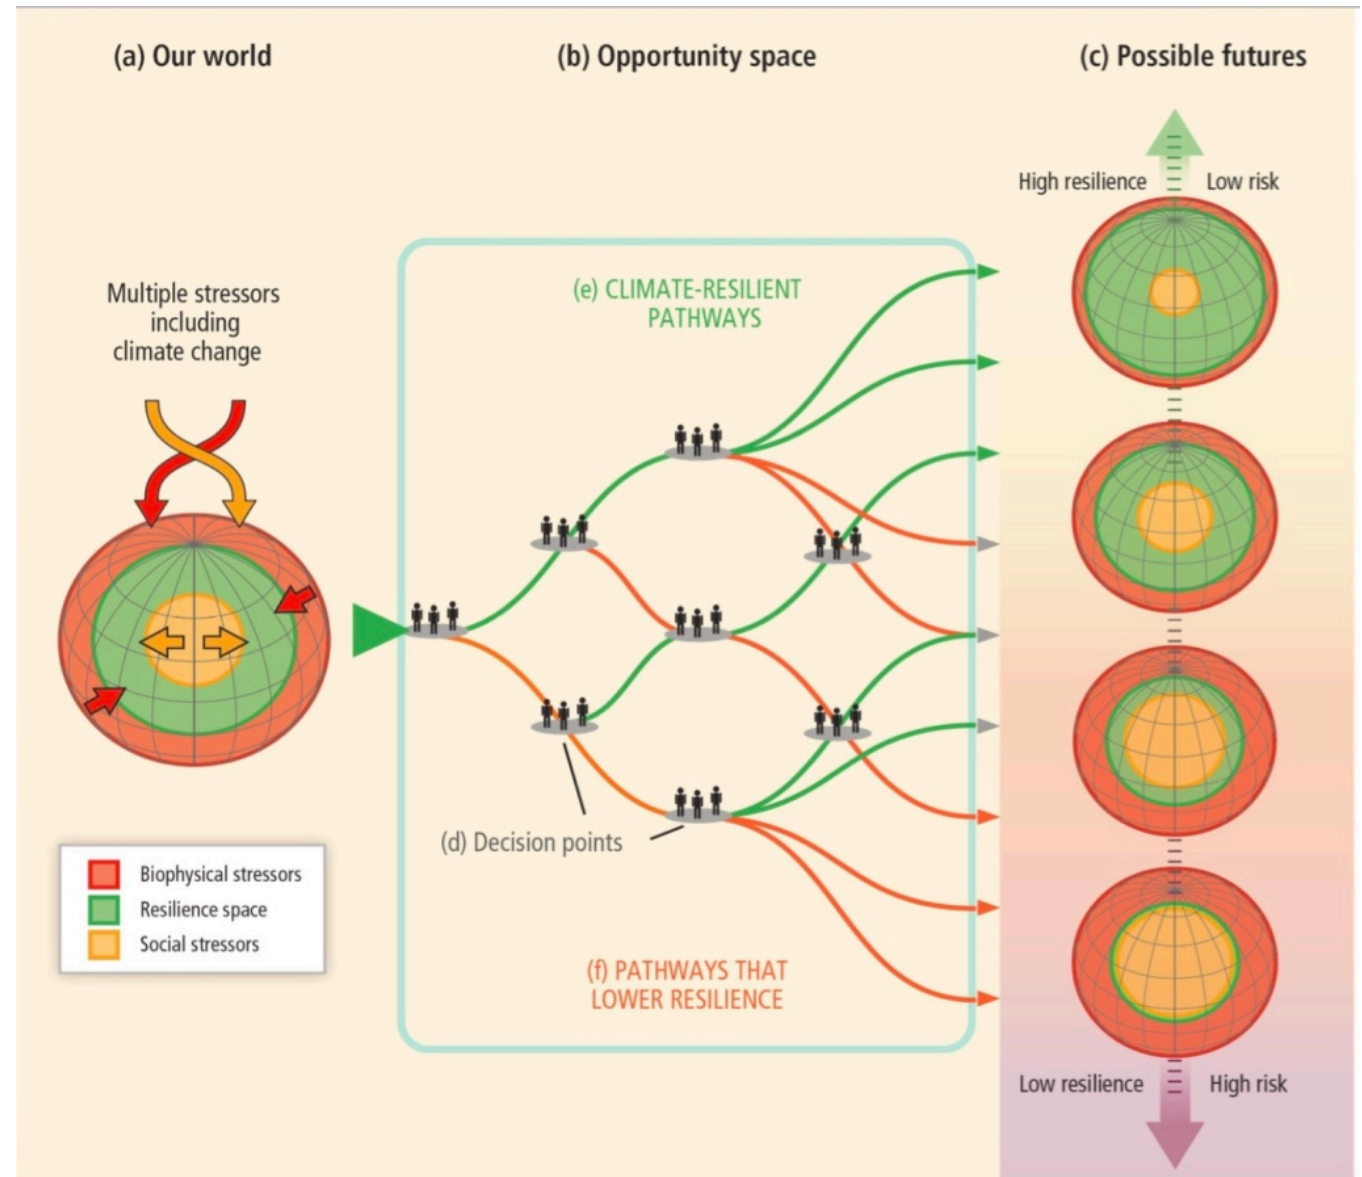 (a) Our world
(b) Opportunity space
(c) Possible futures
Multiple stressors
including
climate change
Biophysical stressors
Resilience space
Social stressors
(e) CLIMATE-RESILIENT
PATHWAYS
(d) Decision points
(f) PATHWAYS THAT
LOWER RESILIENCE
High resilience
Low risk
Low resilience
High risk